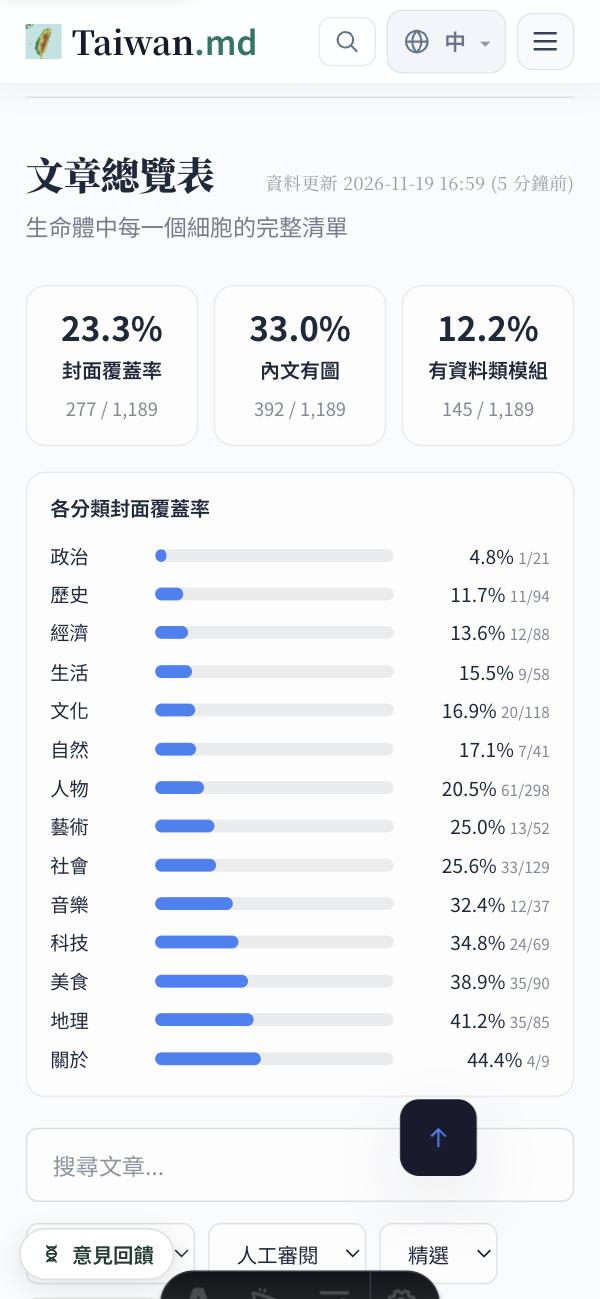 Taiwan.md
中
文章總覽表
資料更新 2026-11-19 16:59 (5 分鐘前)
生命體中每一個細胞的完整清單
23.3%
封面覆蓋率
277 / 1,189
33.0%
內文有圖
392 / 1,189
12.2%
有資料類模組
145 / 1,189
各分類封面覆蓋率
政治 4.8% 1/21
歷史 11.7% 11/94
經濟 13.6% 12/88
生活 15.5% 9/58
文化 16.9% 20/118
自然 17.1% 7/41
人物 20.5% 61/298
藝術 25.0% 13/52
社會 25.6% 33/129
音樂 32.4% 12/37
科技 34.8% 24/69
美食 38.9% 35/90
地理 41.2% 35/85
關於 44.4% 4/9
搜尋文章...
意見回饋
人工審閱
精選